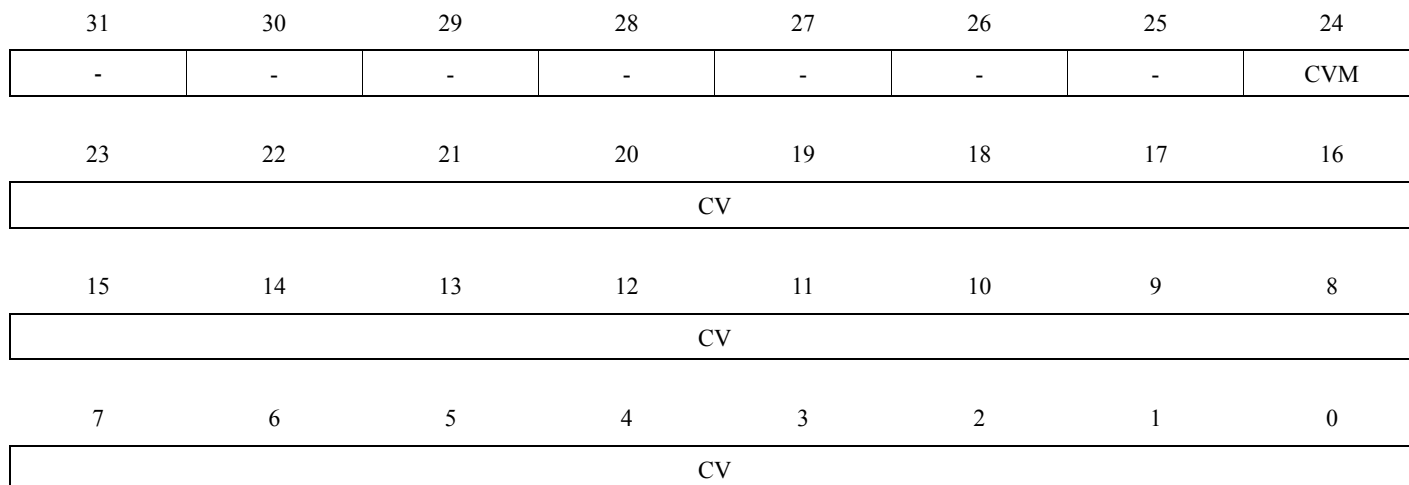 31 30 29 28 27 26 25 24
- - - - - - - CVM
23 22 21 20 19 18 17 16
CV
15 14 13 12 11 10 9 8
CV
7 6 5 4 3 2 1 0
CV